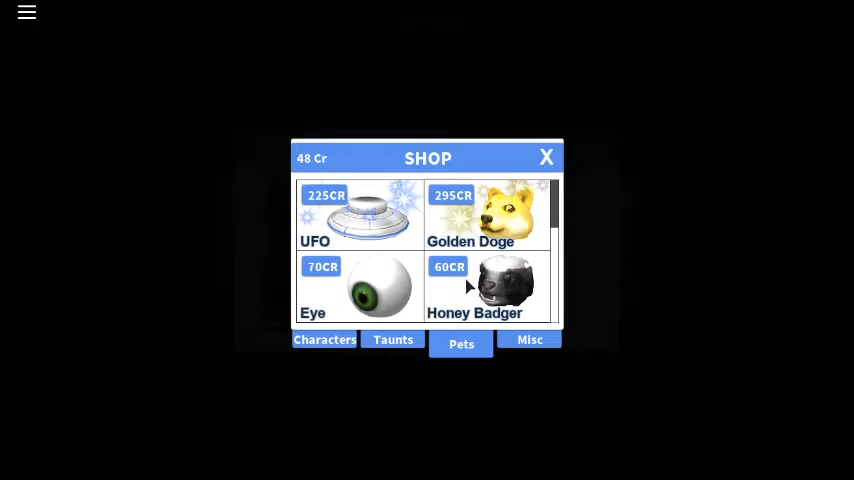 48 Cr SHOP X
225CR 295CR
UFO Golden Doge
70CR 60CR
Eye Honey Badger
Characters Taunts Pets Misc